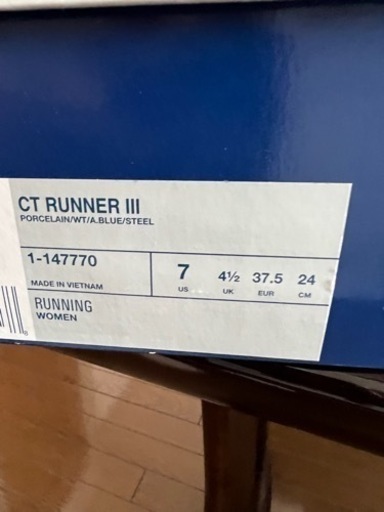 CT RUNNER III
PORCELAIN/WT/A.BLUE/STEEL
1-147770
MADE IN VIETNAM
7 4½ 37.5 24
US UK EUR CM
RUNNING
WOMEN